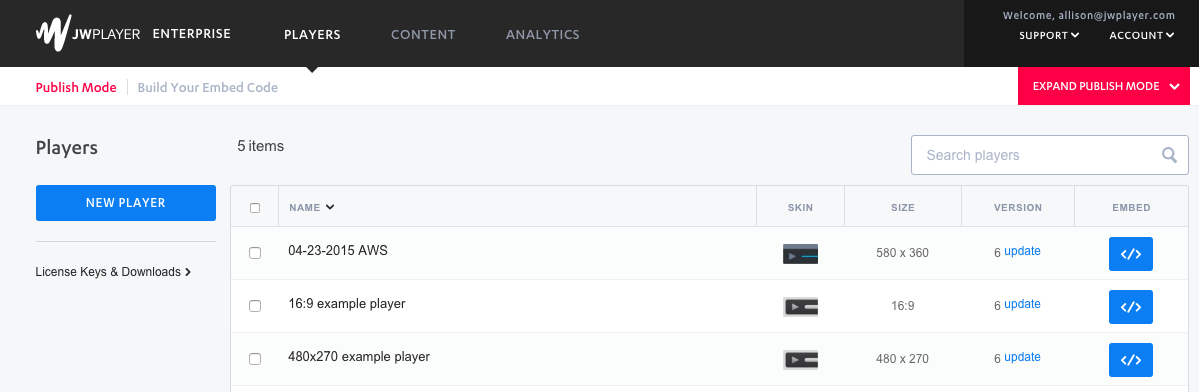 Welcome, allison@jwplayer.com
JWPLAYER ENTERPRISE PLAYERS CONTENT ANALYTICS SUPPORT ACCOUNT
Publish Mode Build Your Embed Code EXPAND PUBLISH MODE
Players 5 items Search players
NEW PLAYER NAME SKIN SIZE VERSION EMBED
04-23-2015 AWS 580 x 360 6 update </>
License Keys & Downloads
16:9 example player 16:9 6 update </>
480x270 example player 480 x 270 6 update </>